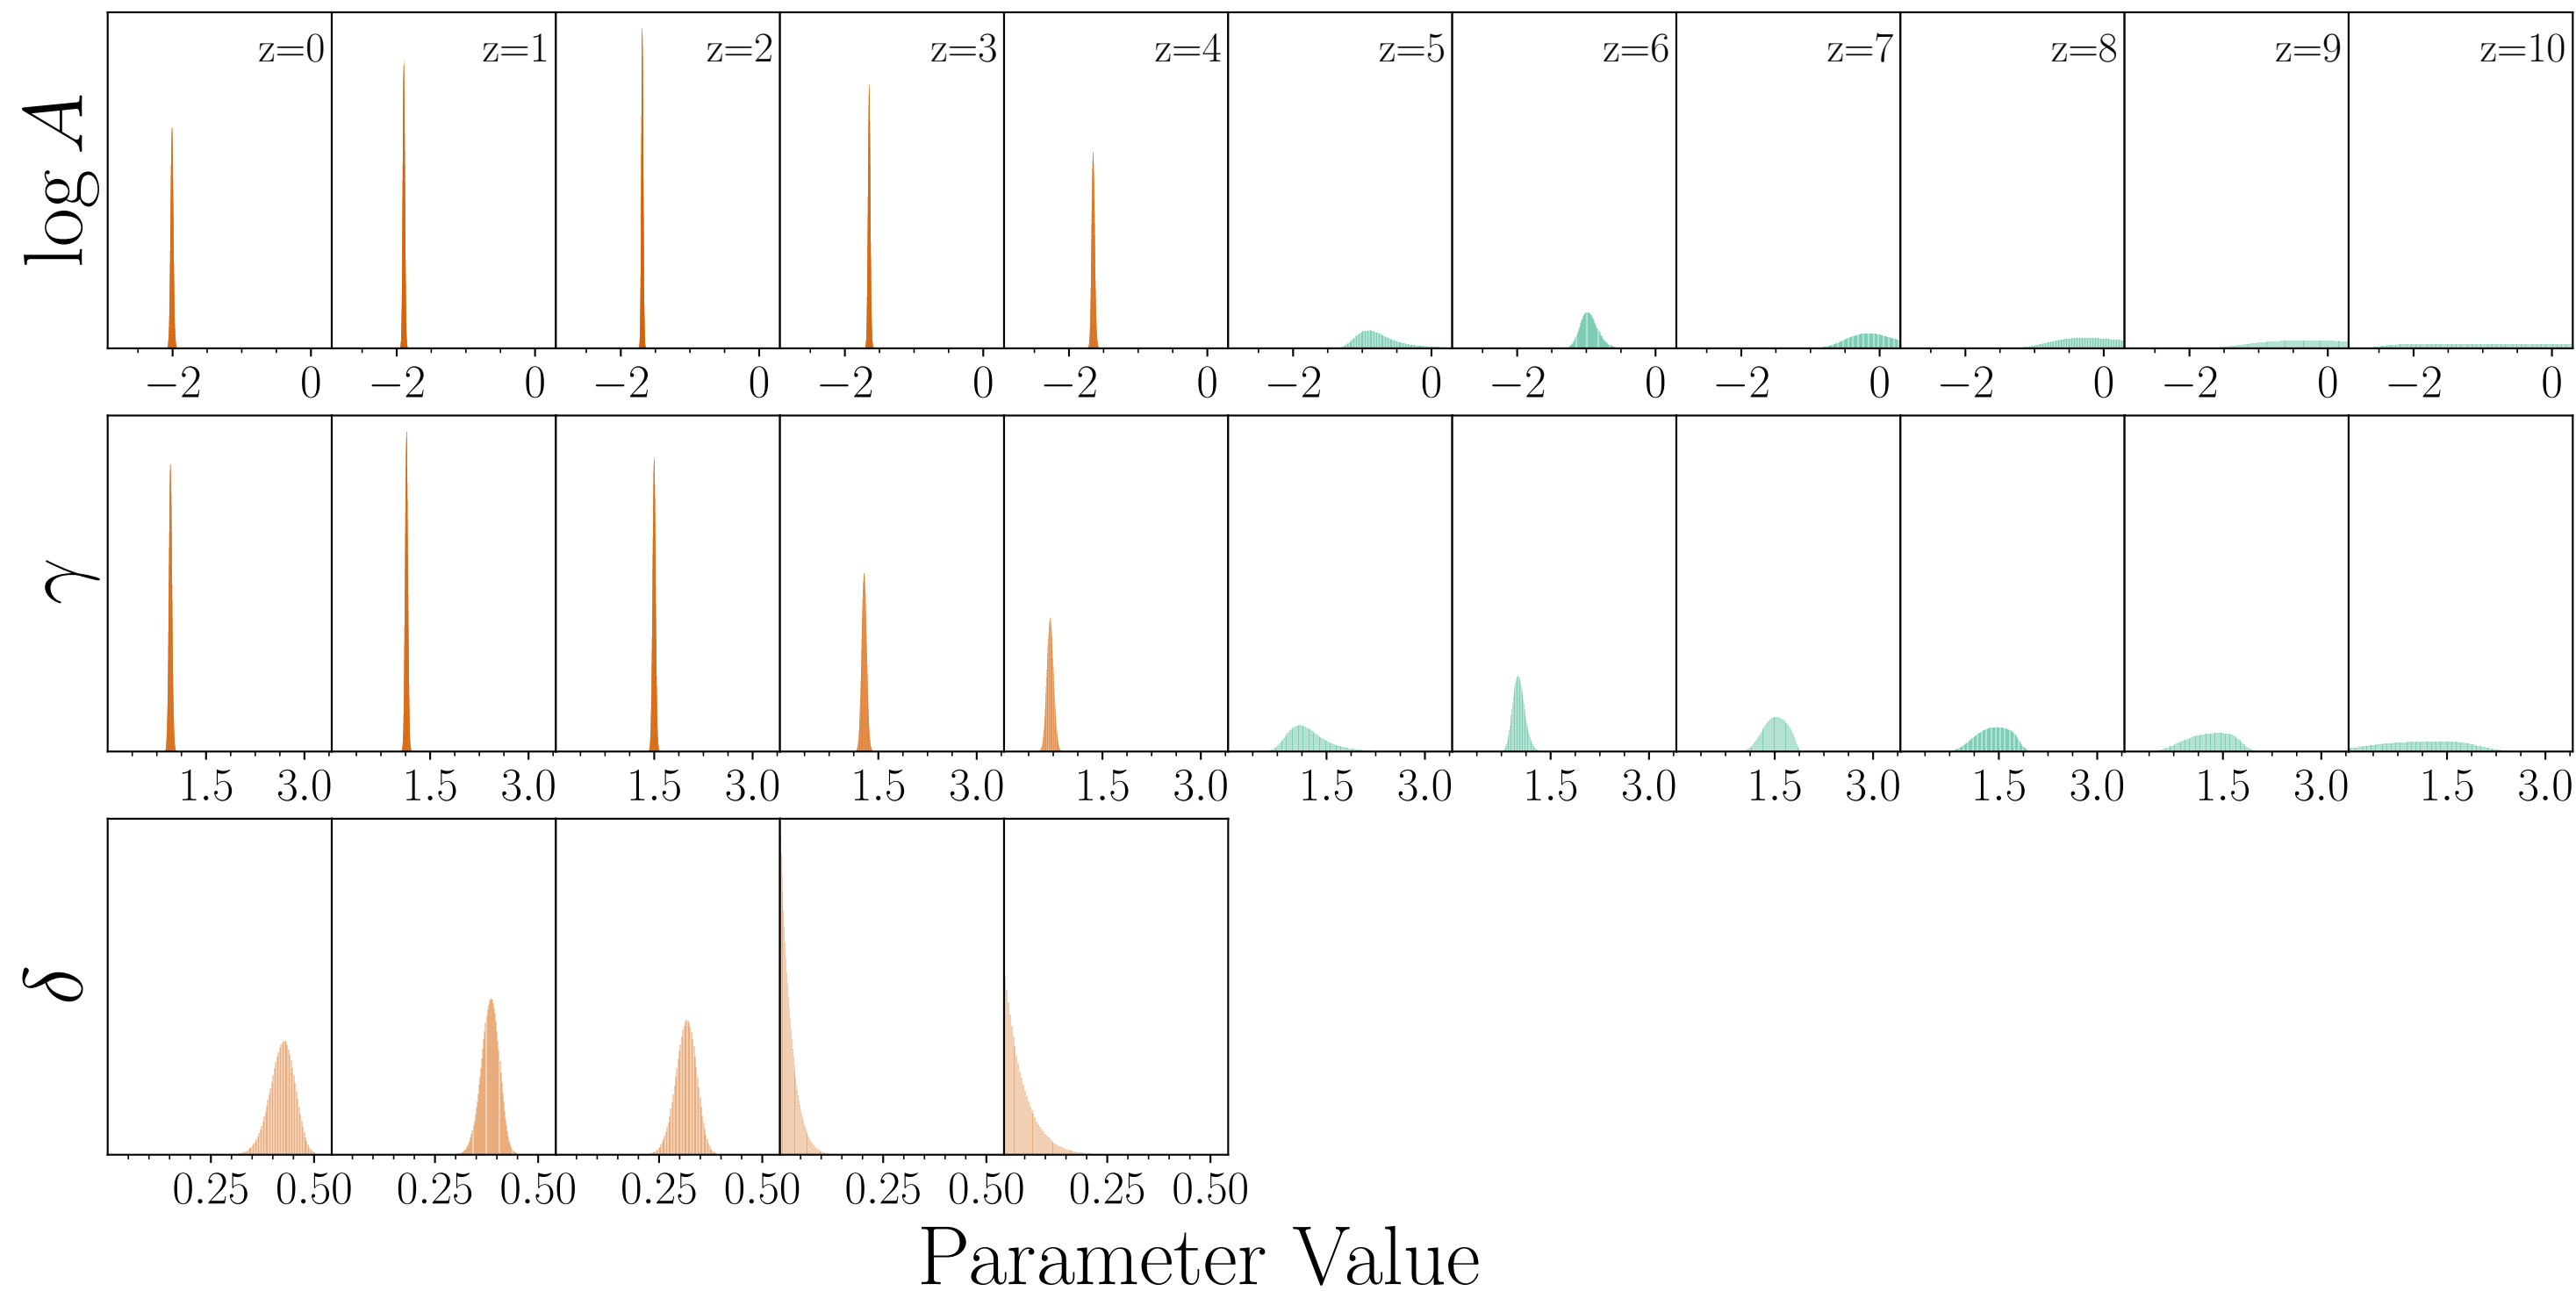 z=0 z=1 z=2 z=3 z=4 z=5 z=6 z=7 z=8 z=9 z=10
log A
−2 0 −2 0 −2 0 −2 0 −2 0 −2 0 −2 0 −2 0 −2 0 −2 0 −2 0
γ
1.5 3.0 1.5 3.0 1.5 3.0 1.5 3.0 1.5 3.0 1.5 3.0 1.5 3.0 1.5 3.0 1.5 3.0 1.5 3.0 1.5 3.0
δ
0.25 0.50 0.25 0.50 0.25 0.50 0.25 0.50 0.25 0.50
Parameter Value